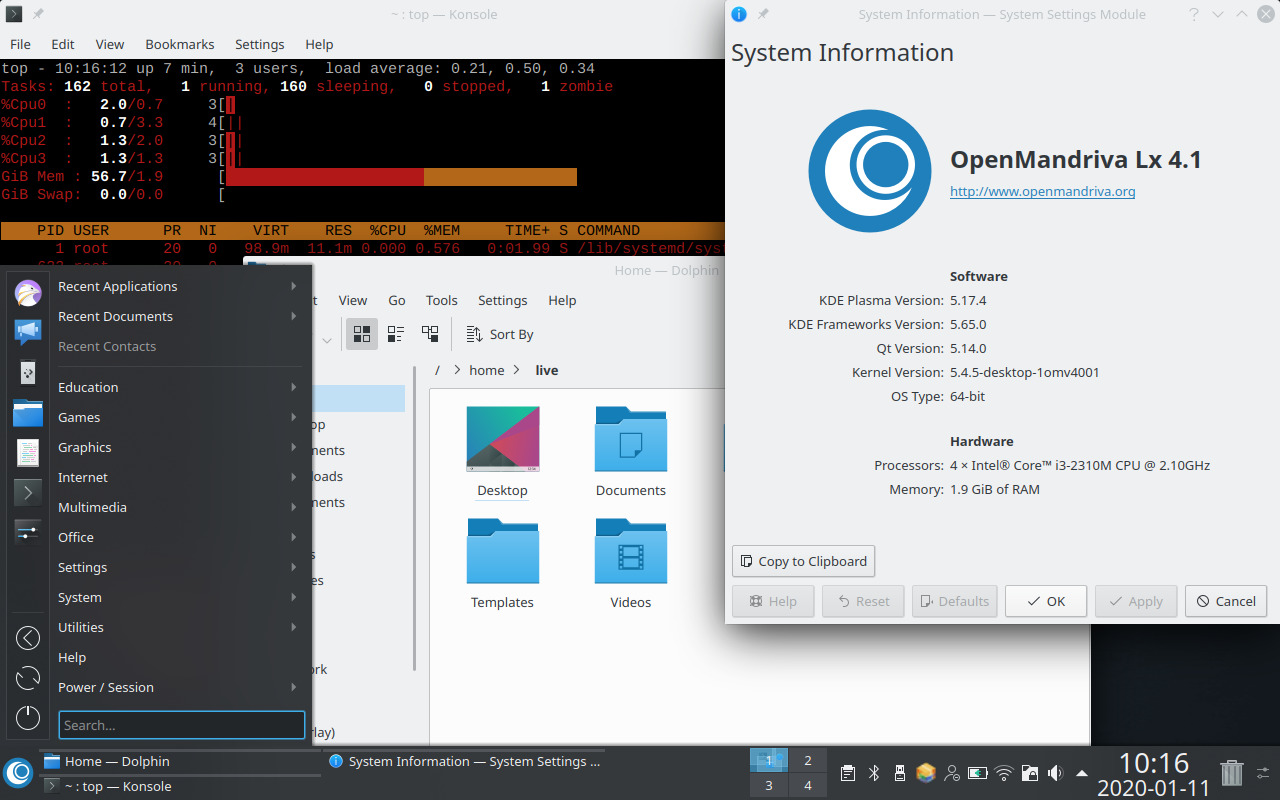 ~ : top — Konsole
File Edit View Bookmarks Settings Help
top - 10:16:12 up 7 min, 3 users, load average: 0.21, 0.50, 0.34
Tasks: 162 total, 1 running, 160 sleeping, 0 stopped, 1 zombie
%Cpu0 : 2.0/0.7 3[|
%Cpu1 : 0.7/3.3 4[||
%Cpu2 : 1.3/2.0 3[||
%Cpu3 : 1.3/1.3 3[||
GiB Mem : 56.7/1.9 [
GiB Swap: 0.0/0.0 [
PID USER PR NI VIRT RES %CPU %MEM TIME+ S COMMAND
1 root 20 0 98.9m 11.1m 0.000 0.576 0:01.99 S /lib/systemd/syst
System Information — System Settings Module
System Information
OpenMandriva Lx 4.1
http://www.openmandriva.org
Software
KDE Plasma Version: 5.17.4
KDE Frameworks Version: 5.65.0
Qt Version: 5.14.0
Kernel Version: 5.4.5-desktop-1omv4001
OS Type: 64-bit
Hardware
Processors: 4 × Intel® Core™ i3-2310M CPU @ 2.10GHz
Memory: 1.9 GiB of RAM
Copy to Clipboard
Help Reset Defaults OK Apply Cancel
Home — Dolphin
View Go Tools Settings Help
Sort By
/ > home > live
Desktop Documents
Templates Videos
Recent Applications
Recent Documents
Recent Contacts
Education
Games
Graphics
Internet
Multimedia
Office
Settings
System
Utilities
Help
Power / Session
Search...
Home — Dolphin
~ : top — Konsole
System Information — System Settings ...
1 2
3 4
10:16
2020-01-11